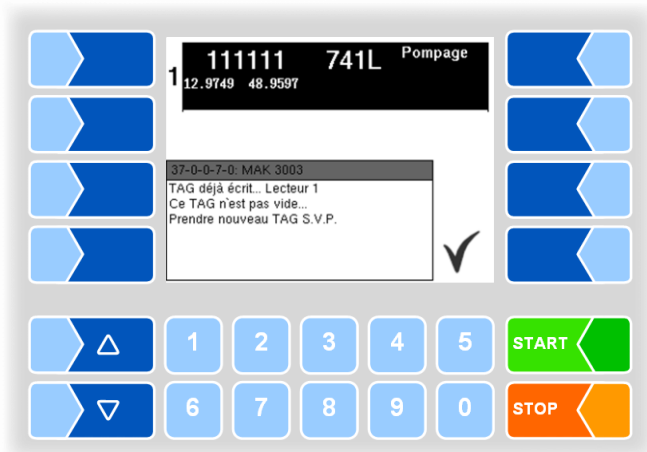 1
111111 741L Pompage
12.9749 48.9597
37-0-0-7-0: MAK 3003
TAG déjà écrit... Lecteur 1
Ce TAG n`est pas vide...
Prendre nouveau TAG S.V.P.
1 2 3 4 5 START
6 7 8 9 0 STOP